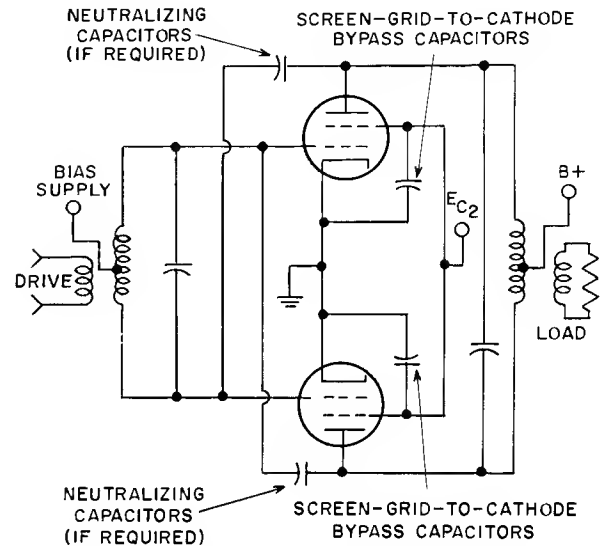 NEUTRALIZING
CAPACITORS
(IF REQUIRED)
SCREEN-GRID-TO-CATHODE
BYPASS CAPACITORS
BIAS
SUPPLY
EC2
B+
DRIVE
LOAD
NEUTRALIZING
CAPACITORS
(IF REQUIRED)
SCREEN-GRID-TO-CATHODE
BYPASS CAPACITORS